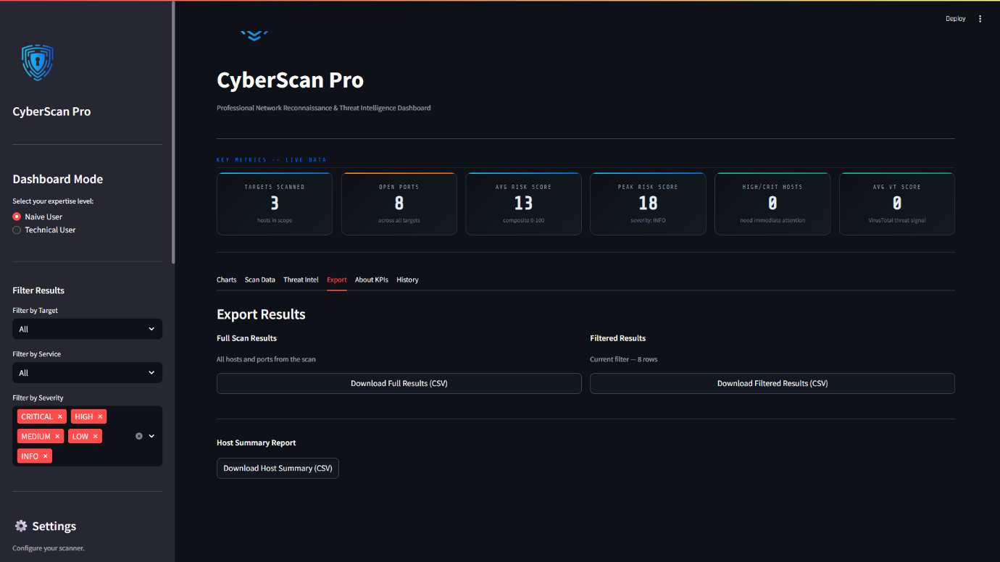 CyberScan Pro
Dashboard Mode
Select your expertise level:
Naive User
Technical User
Filter Results
Filter by Target
All
Filter by Service
All
Filter by Severity
CRITICAL × HIGH ×
MEDIUM × LOW ×
INFO ×
Settings
Configure your scanner.
Deploy
CyberScan Pro
Professional Network Reconnaissance & Threat Intelligence Dashboard
KEY METRICS -- LIVE DATA
TARGETS SCANNED
3
hosts in scope
OPEN PORTS
8
across all targets
AVG RISK SCORE
13
composite 0-100
PEAK RISK SCORE
18
severity: INFO
HIGH/CRIT HOSTS
0
need immediate attention
AVG VT SCORE
0
VirusTotal threat signal
Charts Scan Data Threat Intel Export About KPIs History
Export Results
Full Scan Results
All hosts and ports from the scan
Download Full Results (CSV)
Filtered Results
Current filter — 8 rows
Download Filtered Results (CSV)
Host Summary Report
Download Host Summary (CSV)